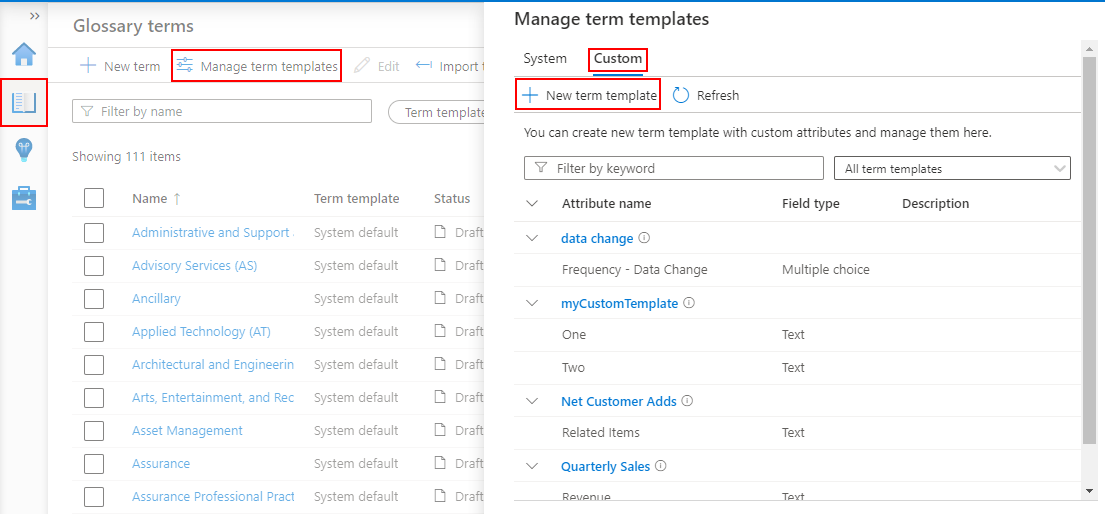 Glossary terms
New term
Manage term templates
Edit
Import
Filter by name
Term template
Showing 111 items
Name
Term template
Status
Administrative and Support
System default
Draft
Advisory Services (AS)
System default
Draft
Ancillary
System default
Draft
Applied Technology (AT)
System default
Draft
Architectural and Engineerin
System default
Draft
Arts, Entertainment, and Rec
System default
Draft
Asset Management
System default
Draft
Assurance
System default
Draft
Assurance Professional Pract
System default
Draft
Manage term templates
System
Custom
New term template
Refresh
You can create new term template with custom attributes and manage them here.
Filter by keyword
All term templates
Attribute name
Field type
Description
data change
Frequency - Data Change
Multiple choice
myCustomTemplate
One
Text
Two
Text
Net Customer Adds
Related Items
Text
Quarterly Sales
Revenue
Text